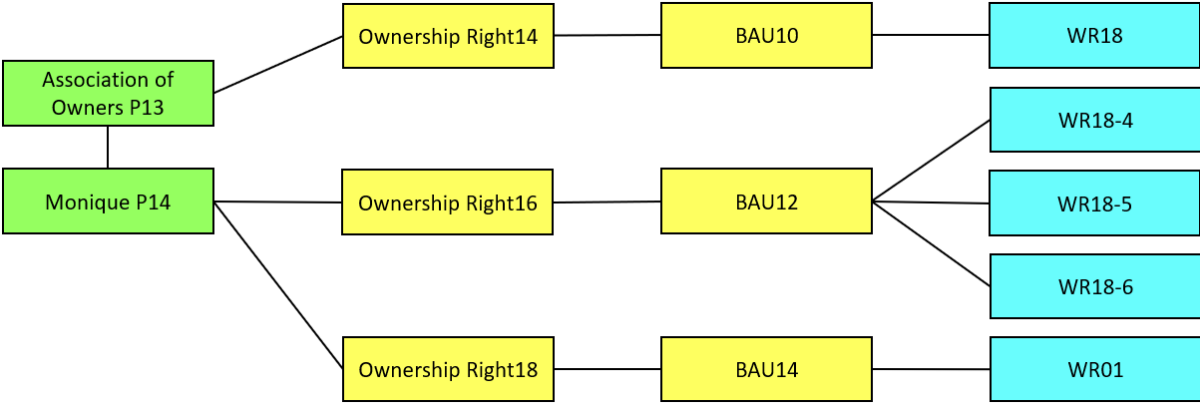 Ownership Right14
BAU10
WR18
Association of
Owners P13
WR18-4
Monique P14
Ownership Right16
BAU12
WR18-5
WR18-6
Ownership Right18
BAU14
WR01